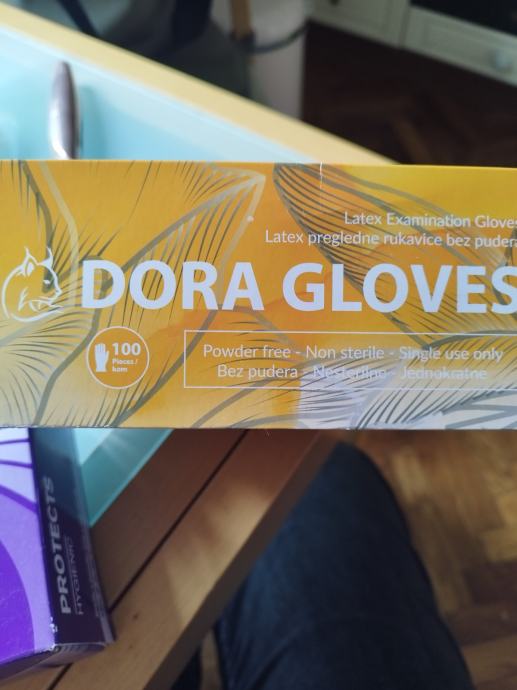 Latex Examination Gloves
Latex pregledne rukavice bez pudera
DORA GLOVES
100
Pieces /
kom
Powder free - Non sterile - Single use only
Bez pudera - Nesterilne - Jednokratne
PROTECTS
HYGIENIC